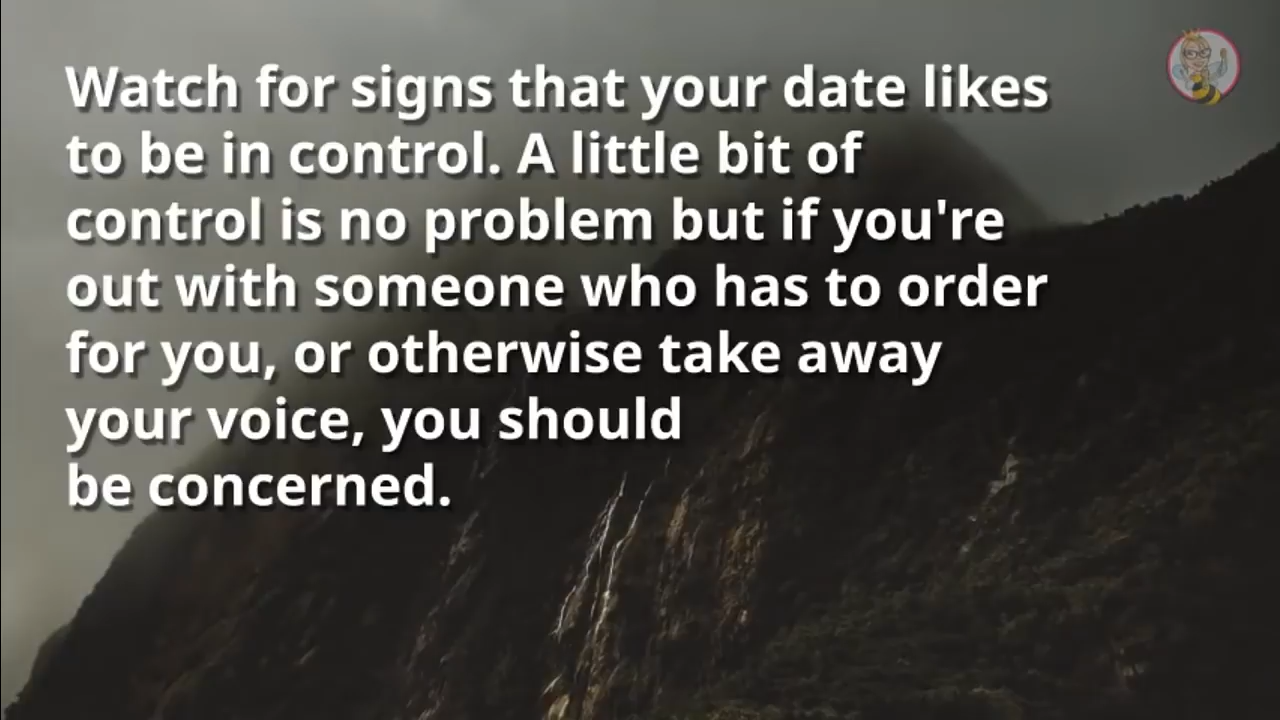 Watch for signs that your date likes
to be in control. A little bit of
control is no problem but if you're
out with someone who has to order
for you, or otherwise take away
your voice, you should
be concerned.